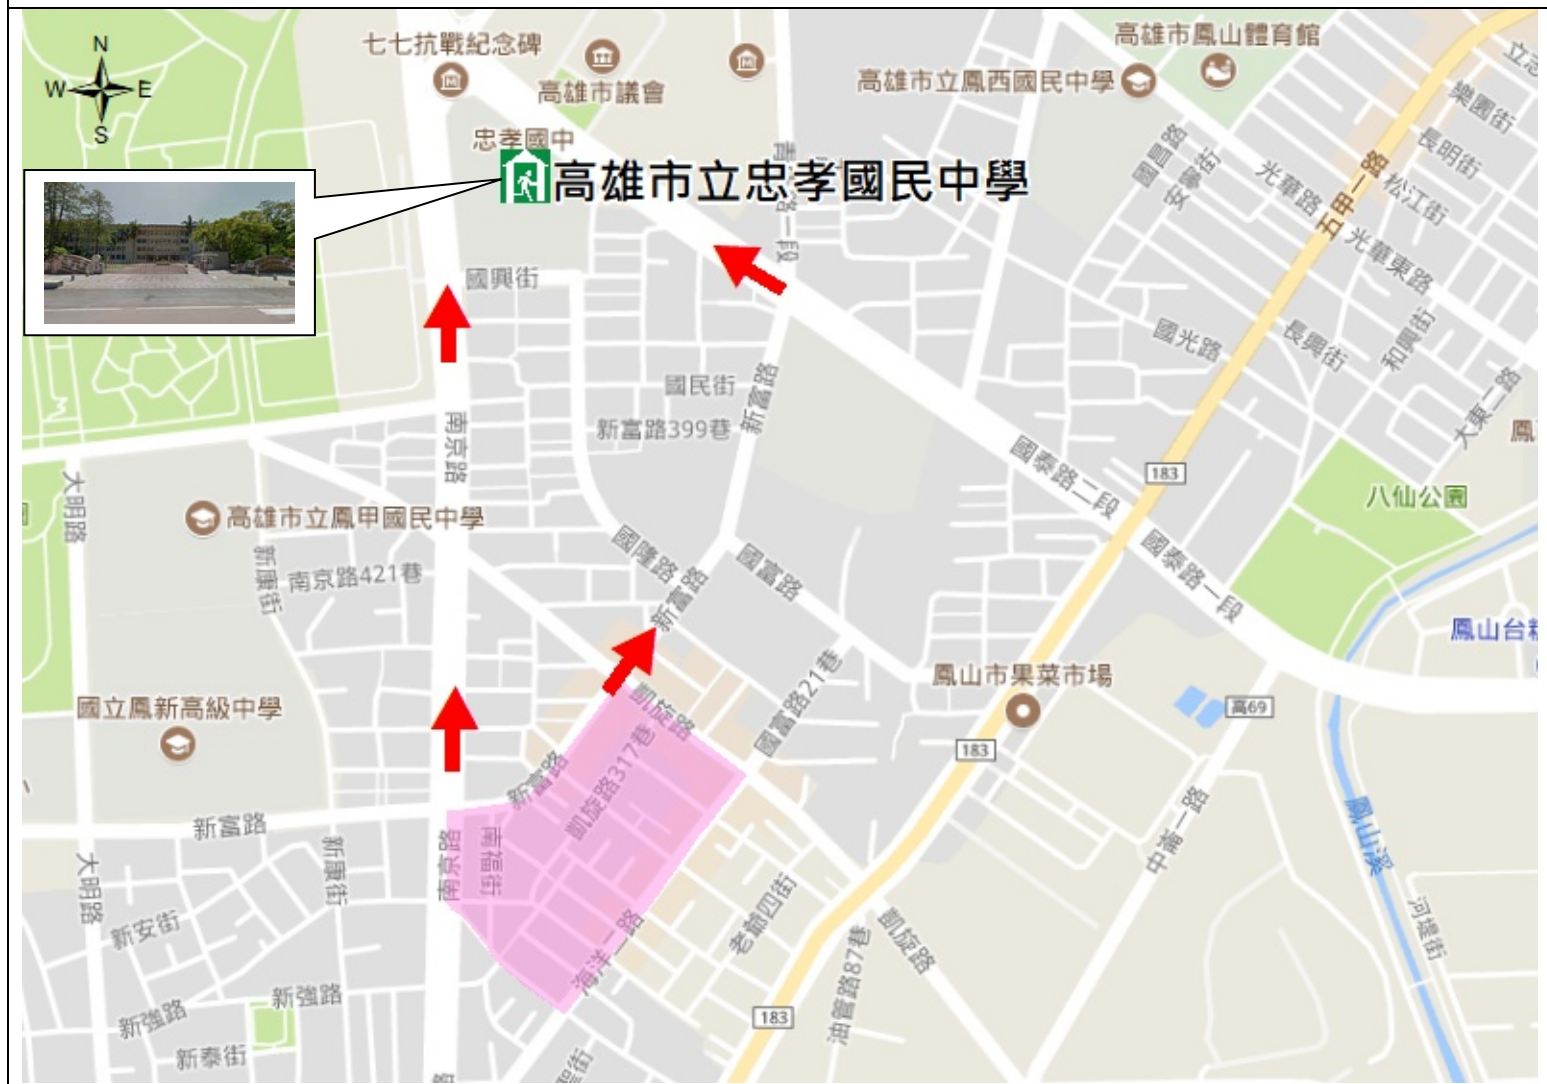 N
W E
S
七七抗戰紀念碑
高雄市議會
忠孝國中
高雄市立忠孝國民中學
高雄市鳳山體育館
高雄市立鳳西國民中學
樂園街
長明街
松江街
國昌路
安寧街
光華路
五甲一路
光華東路
國光路
長興街
和興街
大東二路
國興街
國民街
新富路399巷
新富路
南京路
國泰路二段
183
八仙公園
大明路
高雄市立鳳甲國民中學
新康街
南京路421巷
國隆路
新富路
國富路
國泰路一段
國立鳳新高級中學
凱旋路
國富路21巷
鳳山市果菜市場
高69
183
新富路
凱旋路317巷
新富路
南京路
南福街
新康街
大明路
中崙一路
鳳山溪
新安街
海洋二路
老爺四街
凱旋路
河堤街
油管路87巷
新強路
新強路
183
新泰街